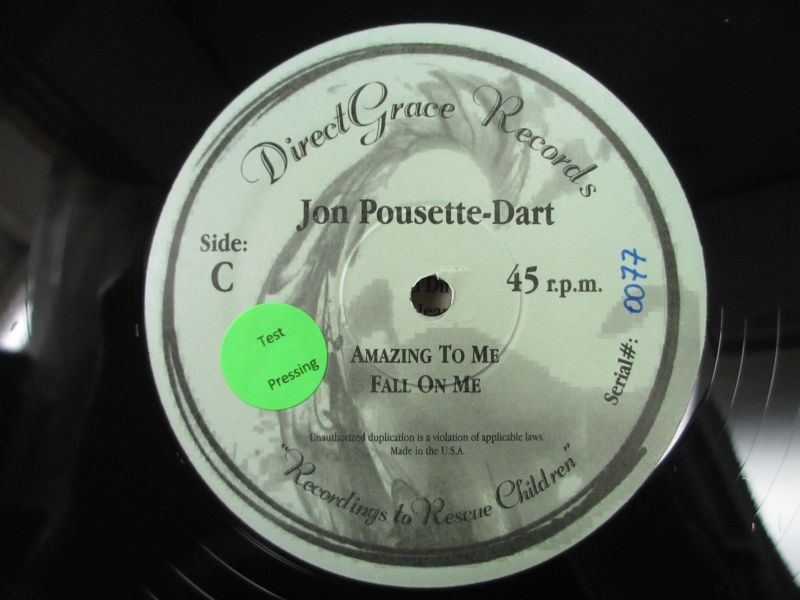 DirectGrace Records
Jon Pousette-Dart
Side:
C
45 r.p.m.
Serial#:
0077
Test
Pressing
AMAZING TO ME
FALL ON ME
Unauthorized duplication is a violation of applicable laws.
Made in the U.S.A.
"Recordings to Rescue Children"